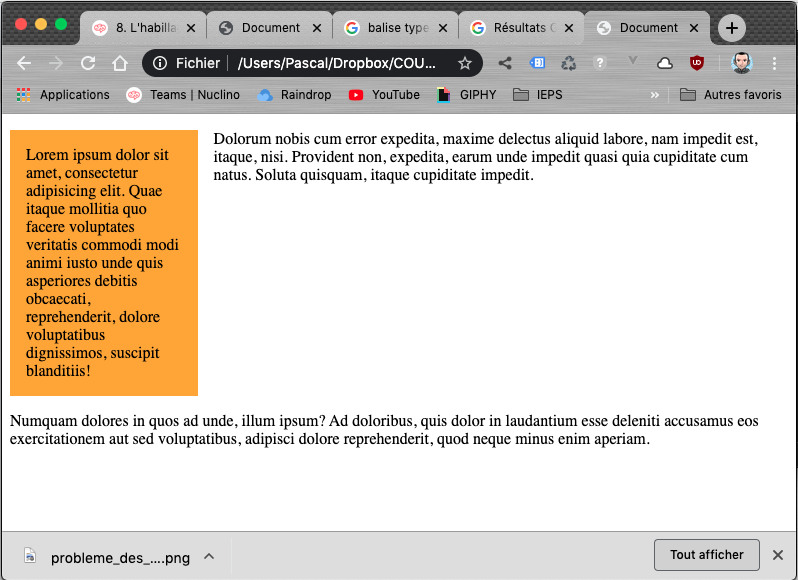 8. L'habilla
Document
balise type
Résultats
Document
Fichier
/Users/Pascal/Dropbox/COU...
Applications
Teams | Nuclino
Raindrop
YouTube
GIPHY
IEPS
»
Autres favoris
Lorem ipsum dolor sit
amet, consectetur
adipisicing elit. Quae
itaque mollitia quo
facere voluptates
veritatis commodi modi
animi iusto unde quis
asperiores debitis
obcaecati,
reprehenderit, dolore
voluptatibus
dignissimos, suscipit
blanditiis!
Dolorum nobis cum error expedita, maxime delectus aliquid labore, nam impedit est,
itaque, nisi. Provident non, expedita, earum unde impedit quasi quia cupiditate cum
natus. Soluta quisquam, itaque cupiditate impedit.
Numquam dolores in quos ad unde, illum ipsum? Ad doloribus, quis dolor in laudantium esse deleniti accusamus eos
exercitationem aut sed voluptatibus, adipisci dolore reprehenderit, quod neque minus enim aperiam.
probleme_des_....png
Tout afficher